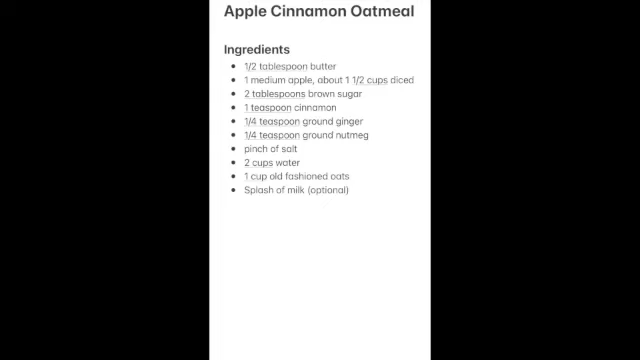 Apple Cinnamon Oatmeal
Ingredients
1/2 tablespoon butter
1 medium apple, about 1 1/2 cups diced
2 tablespoons brown sugar
1 teaspoon cinnamon
1/4 teaspoon ground ginger
1/4 teaspoon ground nutmeg
pinch of salt
2 cups water
1 cup old fashioned oats
Splash of milk (optional)